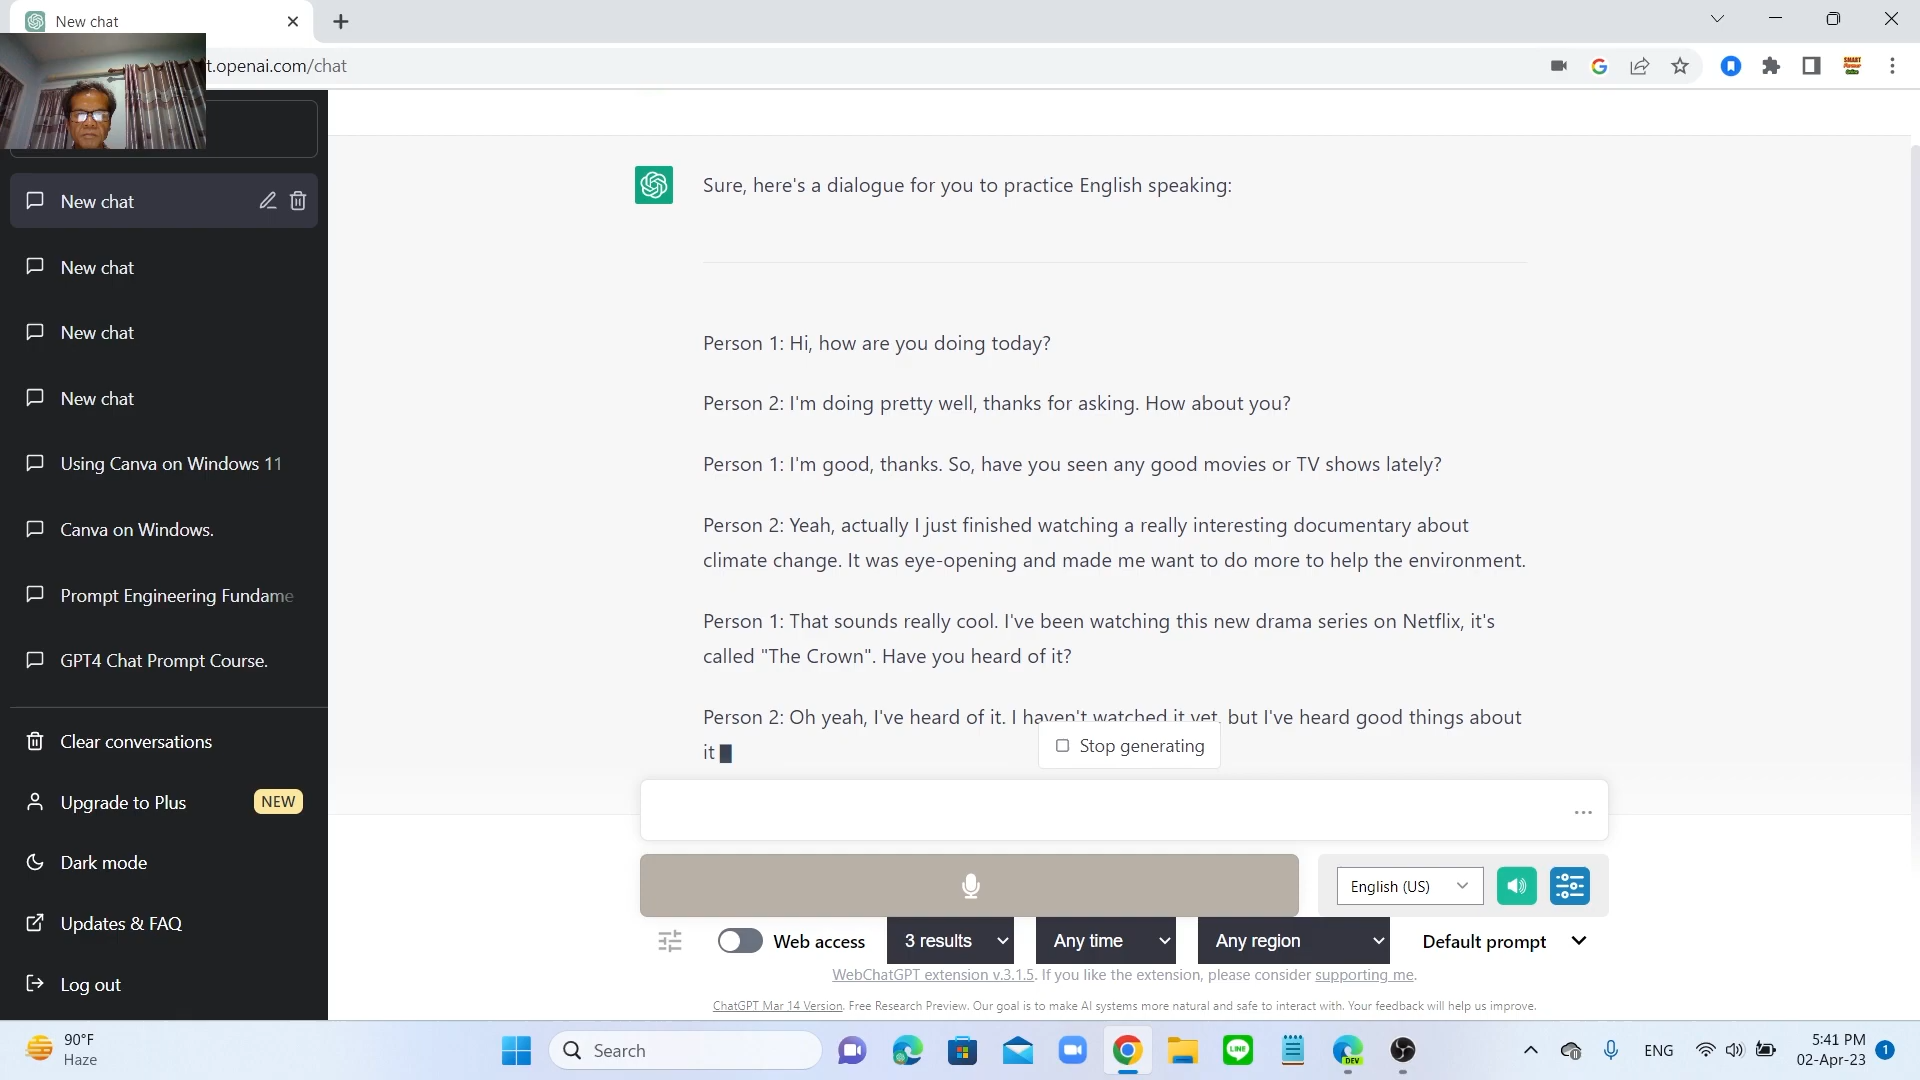 New chat
t.openai.com/chat
New chat
New chat
New chat
New chat
Using Canva on Windows 11
Canva on Windows.
Prompt Engineering Fundame
GPT4 Chat Prompt Course.
Clear conversations
Upgrade to Plus NEW
Dark mode
Updates & FAQ
Log out
Sure, here's a dialogue for you to practice English speaking:
Person 1: Hi, how are you doing today?
Person 2: I'm doing pretty well, thanks for asking. How about you?
Person 1: I'm good, thanks. So, have you seen any good movies or TV shows lately?
Person 2: Yeah, actually I just finished watching a really interesting documentary about
climate change. It was eye-opening and made me want to do more to help the environment.
Person 1: That sounds really cool. I've been watching this new drama series on Netflix, it's
called "The Crown". Have you heard of it?
Person 2: Oh yeah, I've heard of it. I haven't watched it yet, but I've heard good things about
it
Stop generating
English (US)
Web access 3 results Any time Any region Default prompt
WebChatGPT extension v.3.1.5. If you like the extension, please consider supporting me.
ChatGPT Mar 14 Version. Free Research Preview. Our goal is to make AI systems more natural and safe to interact with. Your feedback will help us improve.
90°F
Haze
Search
LINE
DEV
ENG
5:41 PM
02-Apr-23
1